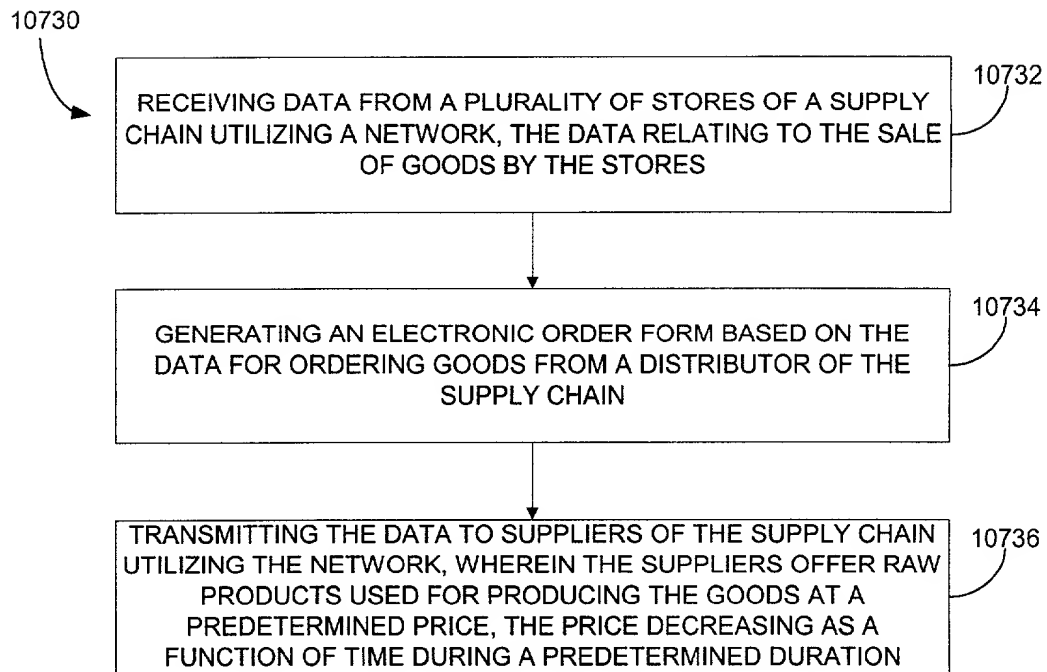 10730
10732
RECEIVING DATA FROM A PLURALITY OF STORES OF A SUPPLY
CHAIN UTILIZING A NETWORK, THE DATA RELATING TO THE SALE
OF GOODS BY THE STORES
10734
GENERATING AN ELECTRONIC ORDER FORM BASED ON THE
DATA FOR ORDERING GOODS FROM A DISTRIBUTOR OF THE
SUPPLY CHAIN
10736
TRANSMITTING THE DATA TO SUPPLIERS OF THE SUPPLY CHAIN
UTILIZING THE NETWORK, WHEREIN THE SUPPLIERS OFFER RAW
PRODUCTS USED FOR PRODUCING THE GOODS AT A
PREDETERMINED PRICE, THE PRICE DECREASING AS A
FUNCTION OF TIME DURING A PREDETERMINED DURATION